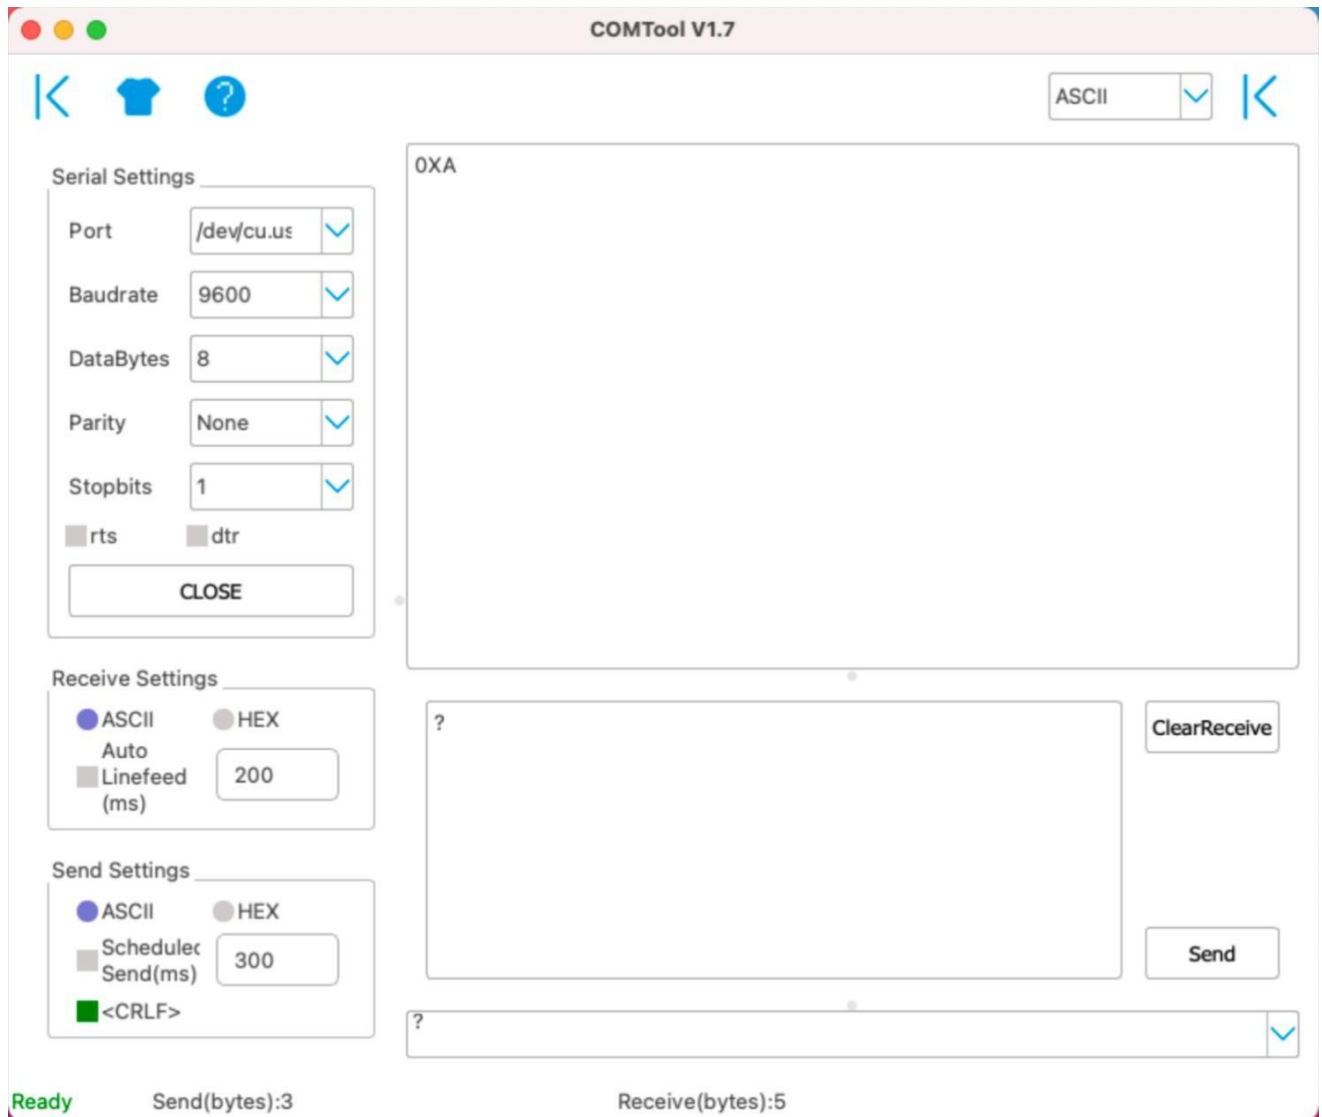 COMTool V1.7
?
ASCII
Serial Settings
Port /dev/cu.us
Baudrate 9600
DataBytes 8
Parity None
Stopbits 1
rts dtr
CLOSE
0XA
Receive Settings
ASCII HEX
Auto
Linefeed
(ms)
200
?
ClearReceive
Send Settings
ASCII HEX
Scheduled
Send(ms)
300
<CRLF>
Send
?
Ready Send(bytes):3 Receive(bytes):5